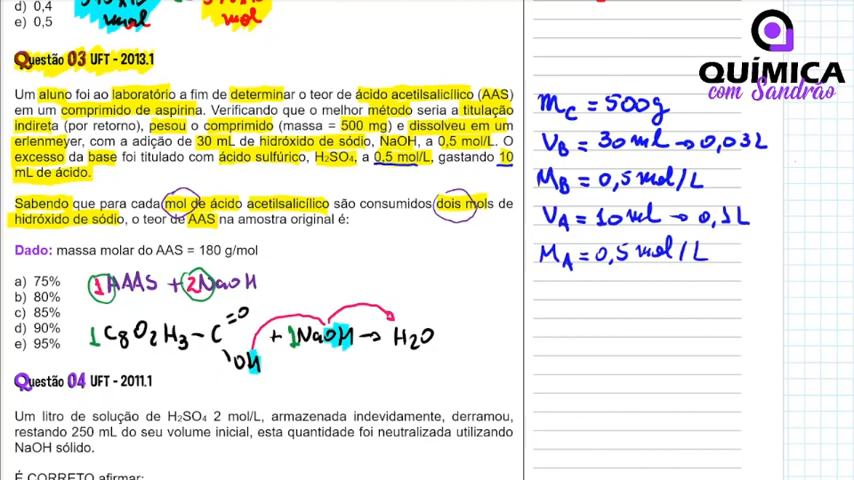 d) 0,4
e) 0,5
mol
mol
Questão 03 UFT - 2013.1
Um aluno foi ao laboratório a fim de determinar o teor de ácido acetilsalicílico (AAS)
em um comprimido de aspirina. Verificando que o melhor método seria a titulação
indireta (por retorno), pesou o comprimido (massa = 500 mg) e dissolveu em um
erlenmeyer, com a adição de 30 mL de hidróxido de sódio, NaOH, a 0,5 mol/L. O
excesso da base foi titulado com ácido sulfúrico, H₂SO₄, a 0,5 mol/L, gastando 10
mL de ácido.
Sabendo que para cada mol de ácido acetilsalicílico são consumidos dois mols de
hidróxido de sódio, o teor de AAS na amostra original é:
Dado: massa molar do AAS = 180 g/mol
a) 75%
b) 80%
c) 85%
d) 90%
e) 95%
1AAAS + 2NaOH
1C8O2H3-C=O
OH
+ 1NaOH → H2O
Questão 04 UFT - 2011.1
Um litro de solução de H₂SO₄ 2 mol/L, armazenada indevidamente, derramou,
restando 250 mL do seu volume inicial, esta quantidade foi neutralizada utilizando
NaOH sólido.
É CORRETO afirmar:
QUÍMICA
com Sandrão
mc = 500g
VB = 30ml → 0,03L
MB = 0,5mol/L
VA = 10ml → 0,1L
MA = 0,5mol/L